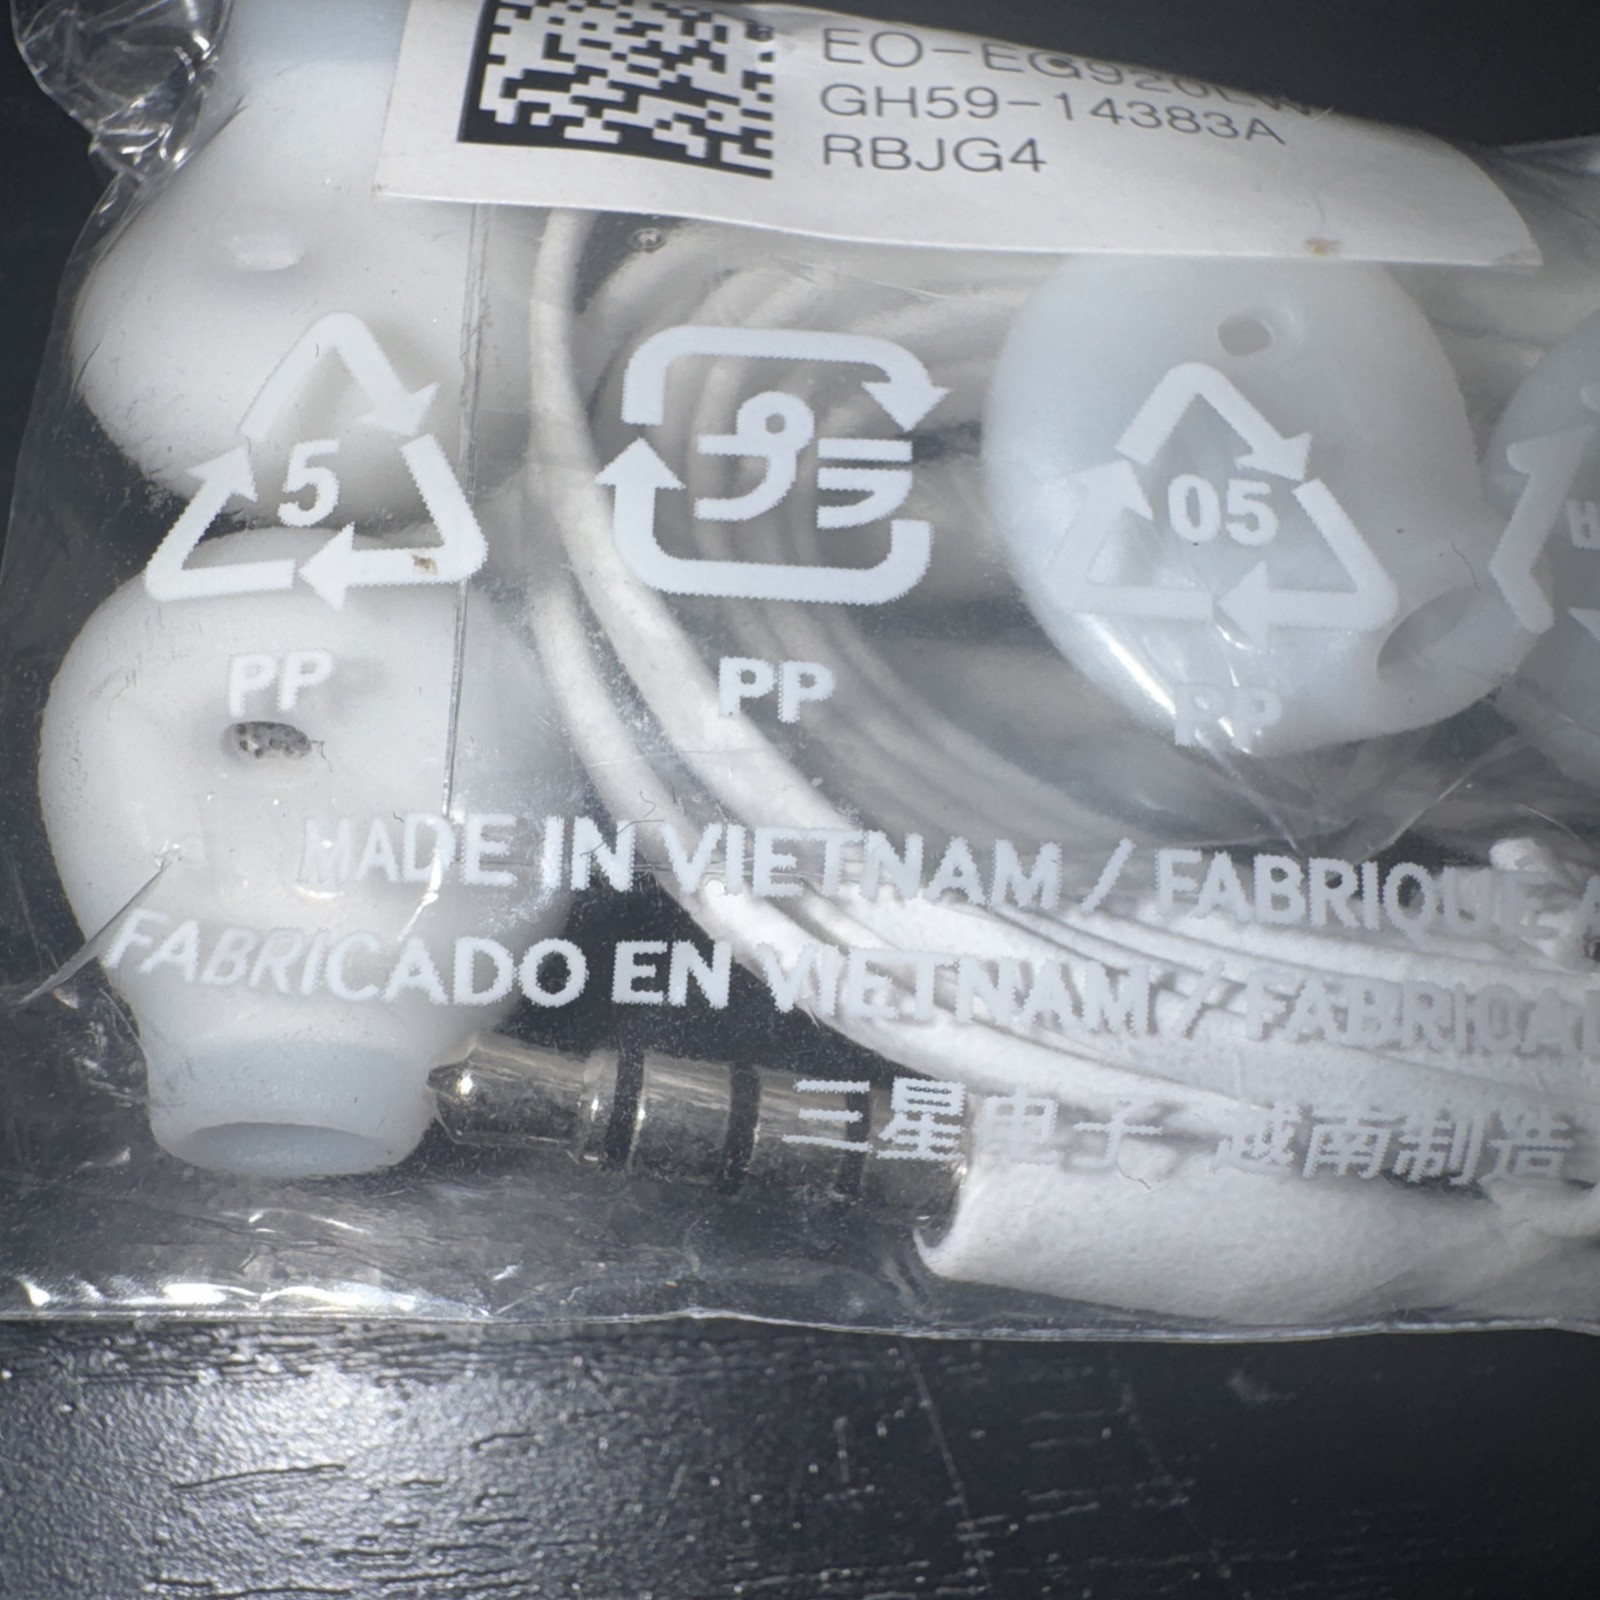 EO-EG920LW
GH59-14383A
RBJG4
5
プラ
05
PP
PP
PP
MADE IN VIETNAM / FABRIQUÉ
FABRICADO EN VIETNAM /
三星电子 越南制造